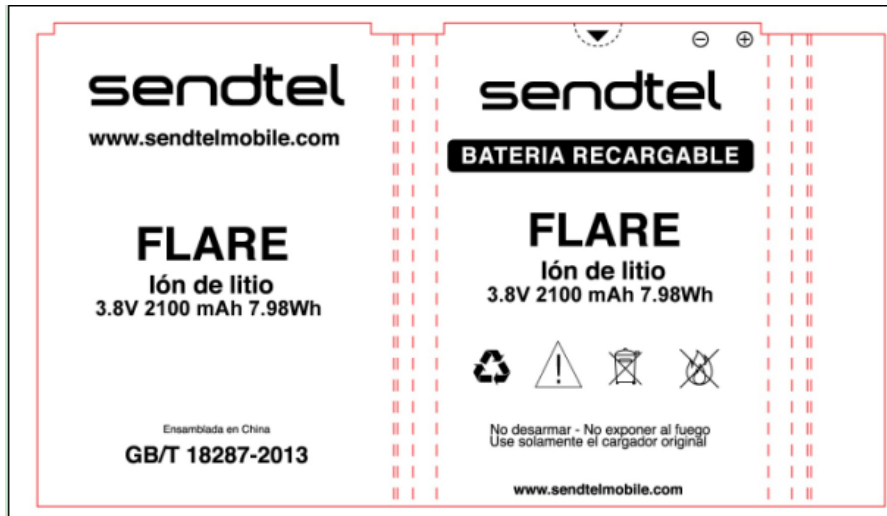 sendtel
www.sendtelmobile.com
FLARE
Ión de litio
3.8V 2100 mAh 7.98Wh
Ensamblada en China
GB/T 18287-2013
sendtel
BATERIA RECARGABLE
FLARE
Ión de litio
3.8V 2100 mAh 7.98Wh
No desarmar - No exponer al fuego
Use solamente el cargador original
www.sendtelmobile.com